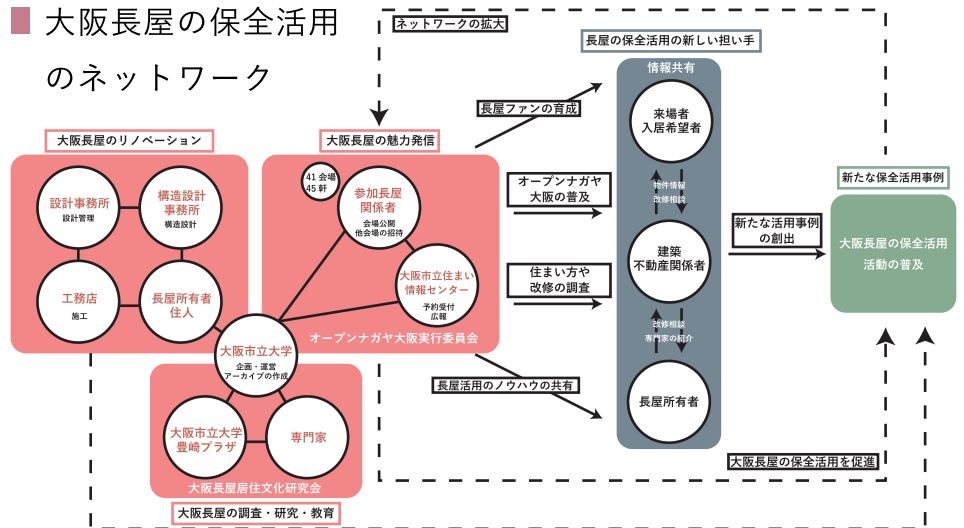 大阪長屋の保全活用
のネットワーク
ネットワークの拡大
長屋の保全活用の新しい担い手
大阪長屋のリノベーション
設計事務所
設計管理
構造設計
事務所
構造設計
工務店
施工
長屋所有者
住人
大阪長屋の魅力発信
41 会場
45 軒
参加長屋
関係者
会場公開
他会場の招待
大阪市立住まい
情報センター
予約受付
広報
オープンナガヤ大阪実行委員会
大阪市立大学
企画・運営
アーカイブの作成
大阪市立大学
豊崎プラザ
専門家
大阪長屋居住文化研究会
大阪長屋の調査・研究・教育
長屋ファンの育成
オープンナガヤ
大阪の普及
住まい方や
改修の調査
長屋活用のノウハウの共有
情報共有
来場者
入居希望者
物件情報
改修相談
建築
不動産関係者
改修相談
専門家の紹介
長屋所有者
新たな活用事例
の創出
新たな保全活用事例
大阪長屋の保全活用
活動の普及
大阪長屋の保全活用を促進